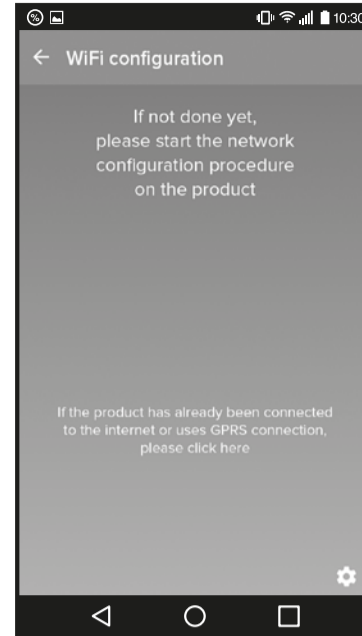 10:30
WiFi configuration
If not done yet,
please start the network
configuration procedure
on the product
If the product has already been connected
to the internet or uses GPRS connection,
please click here